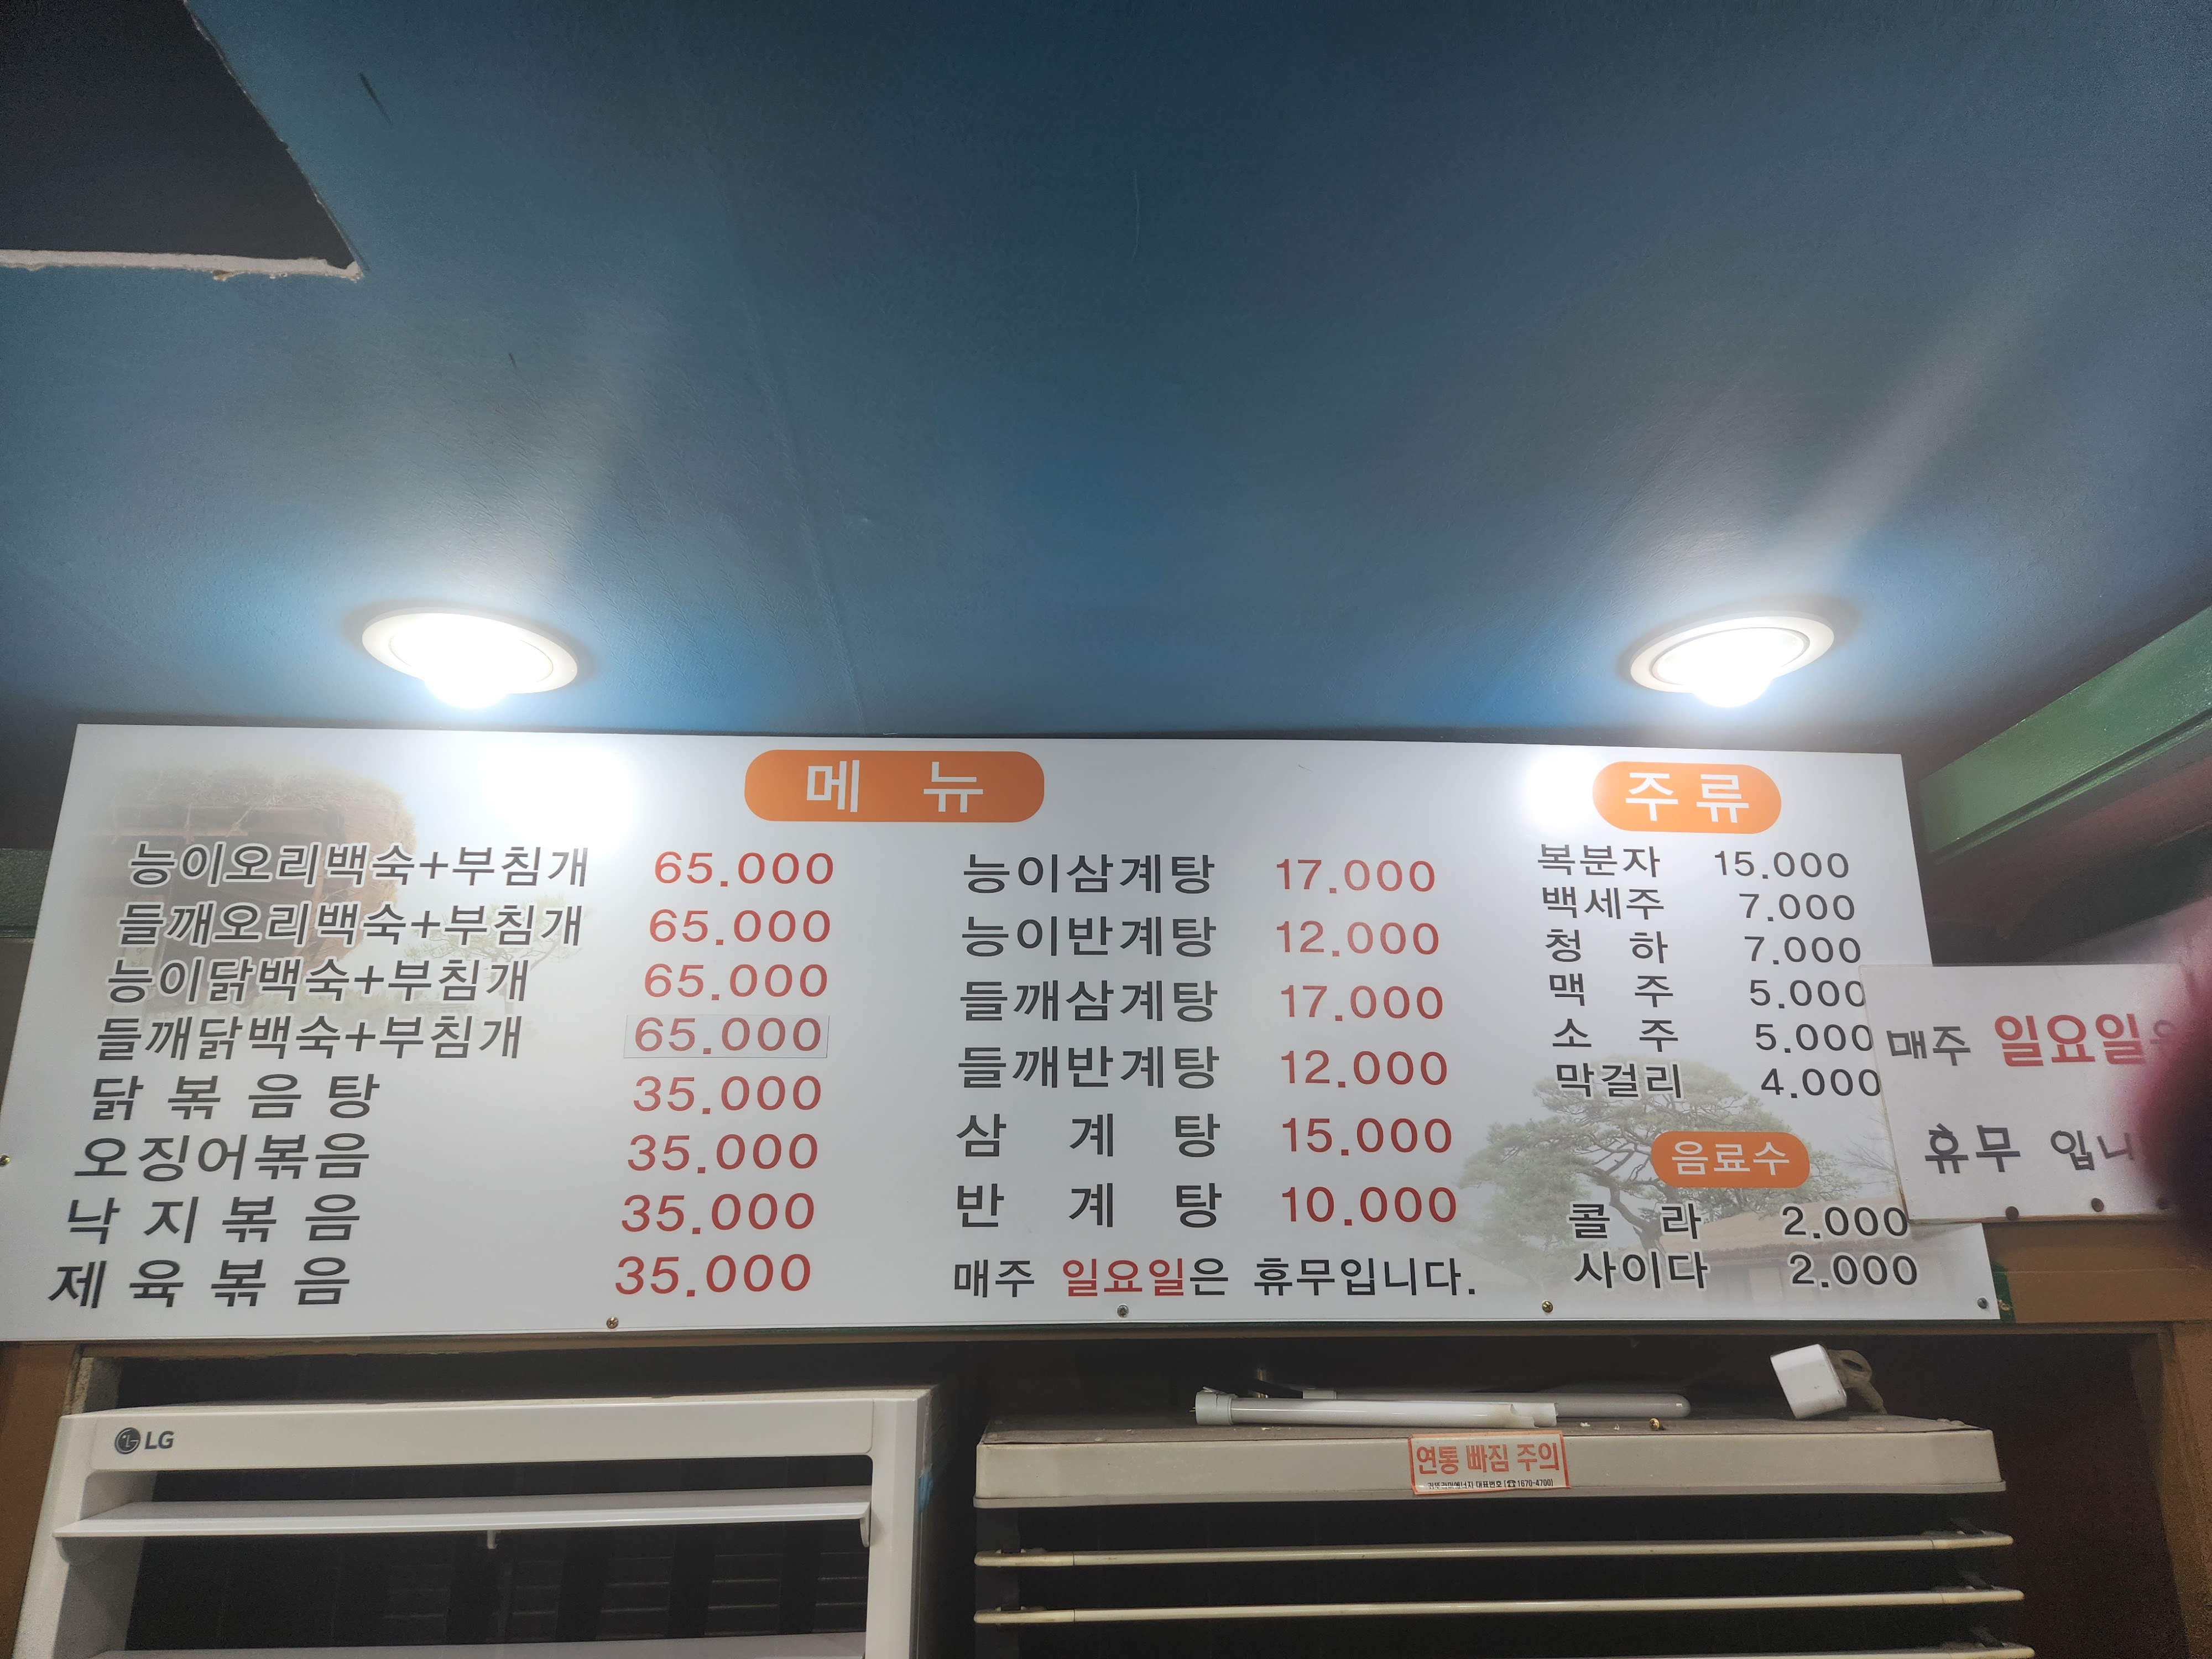 메 뉴
능이오리백숙+부침개 65.000
들깨오리백숙+부침개 65.000
능이닭백숙+부침개 65.000
들깨닭백숙+부침개 65.000
닭 볶 음 탕 35.000
오징어볶음 35.000
낙 지 볶 음 35.000
제 육 볶 음 35.000
능이삼계탕 17.000
능이반계탕 12.000
들깨삼계탕 17.000
들깨반계탕 12.000
삼 계 탕 15.000
반 계 탕 10.000
매주 일요일은 휴무입니다.
주류
복분자 15.000
백세주 7.000
청 하 7.000
맥 주 5.000
소 주 5.000
막걸리 4.000
음료수
콜 라 2.000
사이다 2.000
매주 일요일
휴무 입니
LG
연통 빠짐 주의
대표번호 (☎1670-4700)